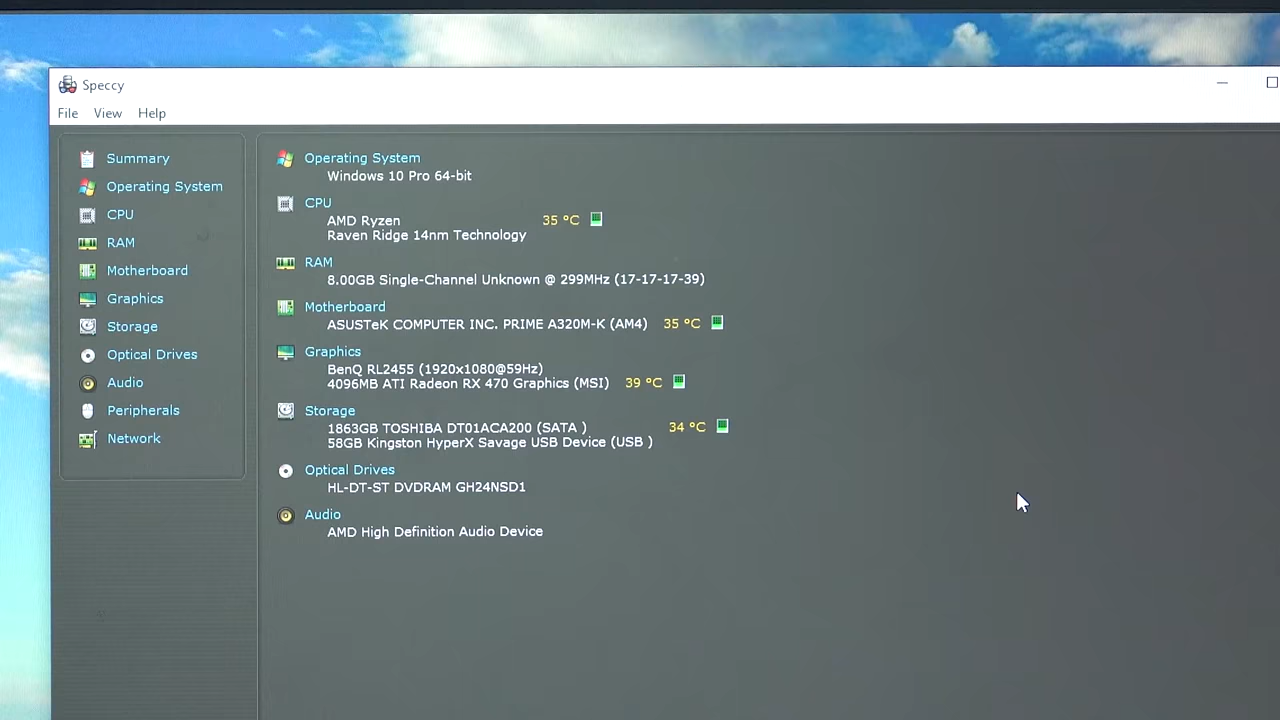 Speccy
File View Help
Summary
Operating System
CPU
RAM
Motherboard
Graphics
Storage
Optical Drives
Audio
Peripherals
Network
Operating System
Windows 10 Pro 64-bit
CPU
AMD Ryzen 35 °C
Raven Ridge 14nm Technology
RAM
8.00GB Single-Channel Unknown @ 299MHz (17-17-17-39)
Motherboard
ASUSTeK COMPUTER INC. PRIME A320M-K (AM4) 35 °C
Graphics
BenQ RL2455 (1920x1080@59Hz)
4096MB ATI Radeon RX 470 Graphics (MSI) 39 °C
Storage
1863GB TOSHIBA DT01ACA200 (SATA ) 34 °C
58GB Kingston HyperX Savage USB Device (USB )
Optical Drives
HL-DT-ST DVDRAM GH24NSD1
Audio
AMD High Definition Audio Device